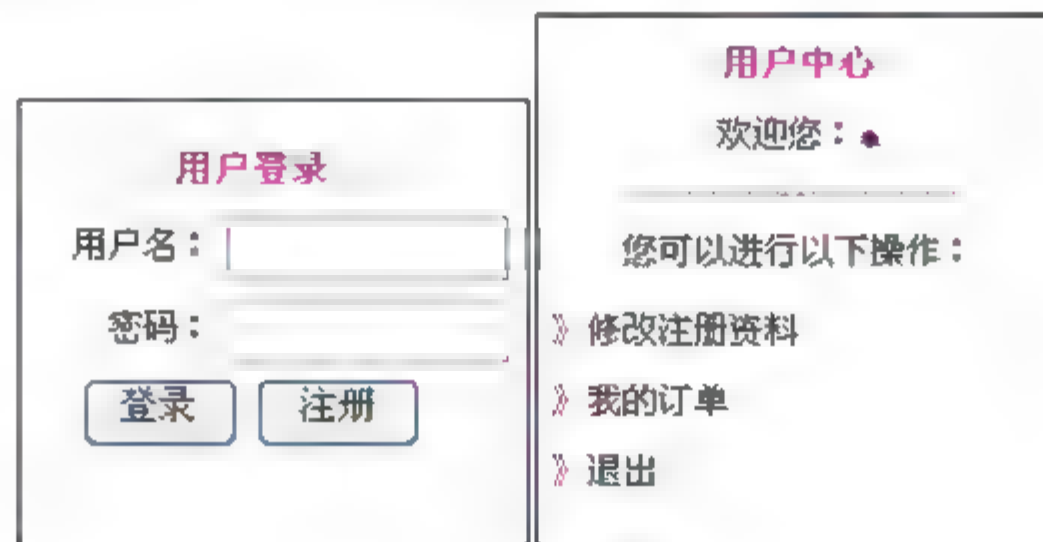 用户登录
用户名：
密码：
登录 注册
用户中心
欢迎您：
您可以进行以下操作：
》 修改注册资料
》 我的订单
》 退出